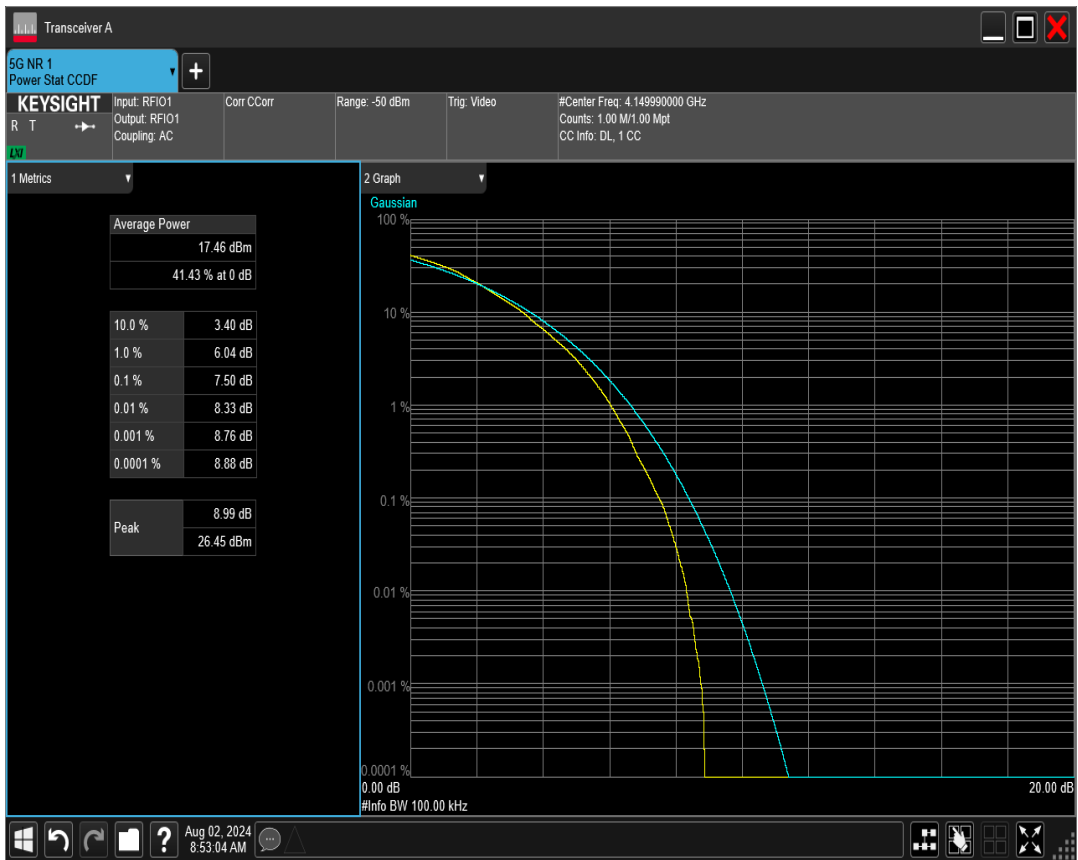 Transceiver A
5G NR 1
Power Stat CCDF
KEYSIGHT
R T
LXI
Input: RFIO1
Output: RFIO1
Coupling: AC
Corr CCorr
Range: -50 dBm
Trig: Video
#Center Freq: 4.149990000 GHz
Counts: 1.00 M/1.00 Mpt
CC Info: DL, 1 CC
1 Metrics
Average Power
17.46 dBm
41.43 % at 0 dB
10.0 % 3.40 dB
1.0 % 6.04 dB
0.1 % 7.50 dB
0.01 % 8.33 dB
0.001 % 8.76 dB
0.0001 % 8.88 dB
Peak
8.99 dB
26.45 dBm
2 Graph
Gaussian
100 %
10 %
1 %
0.1 %
0.01 %
0.001 %
0.0001 %
0.00 dB 20.00 dB
#Info BW 100.00 kHz
? Aug 02, 2024
8:53:04 AM